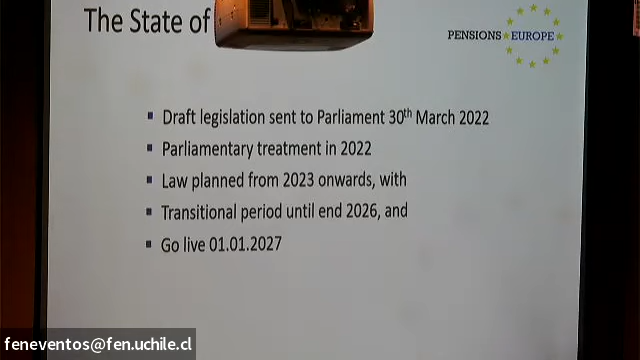 The State of
PENSIONS EUROPE
Draft legislation sent to Parliament 30th March 2022
Parliamentary treatment in 2022
Law planned from 2023 onwards, with
Transitional period until end 2026, and
Go live 01.01.2027
feneventos@fen.uchile.cl